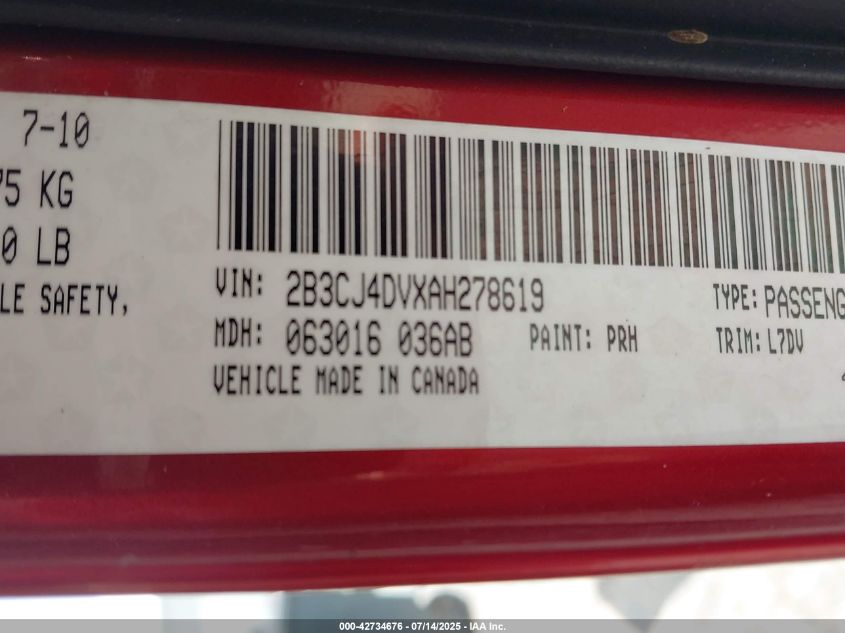 7-10
75 KG
0 LB
LE SAFETY,
VIN: 2B3CJ4DVXAH278619
TYPE: PASSENG
MDH: 063016 036AB
PAINT: PRH
TRIM: L7DV
VEHICLE MADE IN CANADA
000-42734676 - 07/14/2025 - IAA Inc.